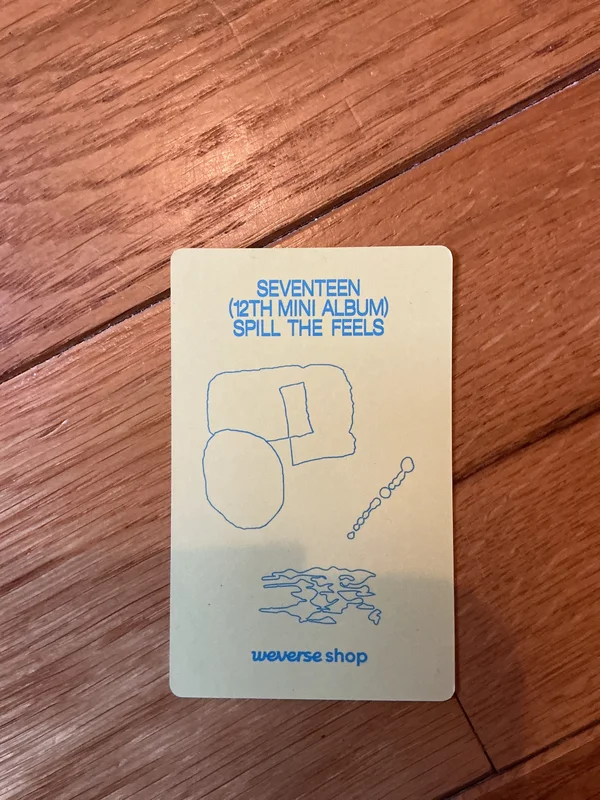 SEVENTEEN
(12TH MINI ALBUM)
SPILL THE FEELS
weverse shop